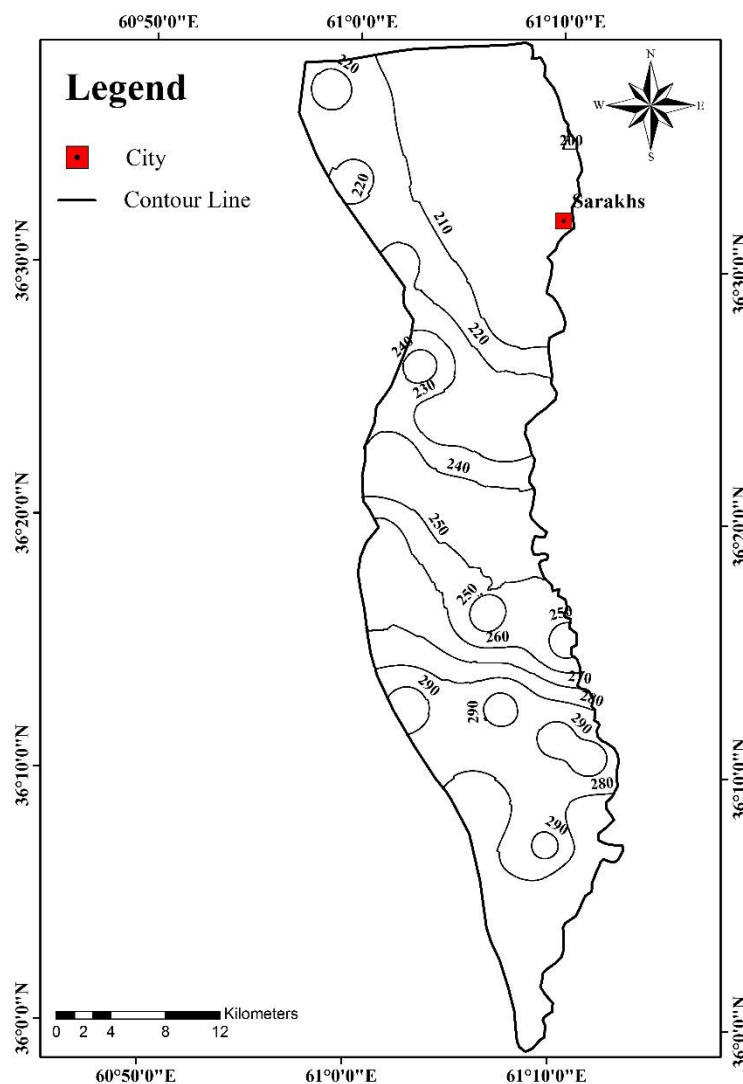 60°50'0"E 61°0'0"E 61°10'0"E
Legend
City
Contour Line
N
W E
S
220
200
220
Sarakhs
210
36°30'0"N 36°30'0"N
220
240
230
240
36°20'0"N 36°20'0"N
250
250
250
260
270
280
290
290
290
36°10'0"N 36°10'0"N
280
290
Kilometers
0 2 4 8 12
36°0'0"N 36°0'0"N
60°50'0"E 61°0'0"E 61°10'0"E